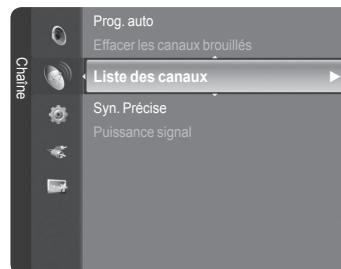 Chaîne
Prog. auto
Effacer les canaux brouillés
Liste des canaux
Syn. Précise
Puissance signal